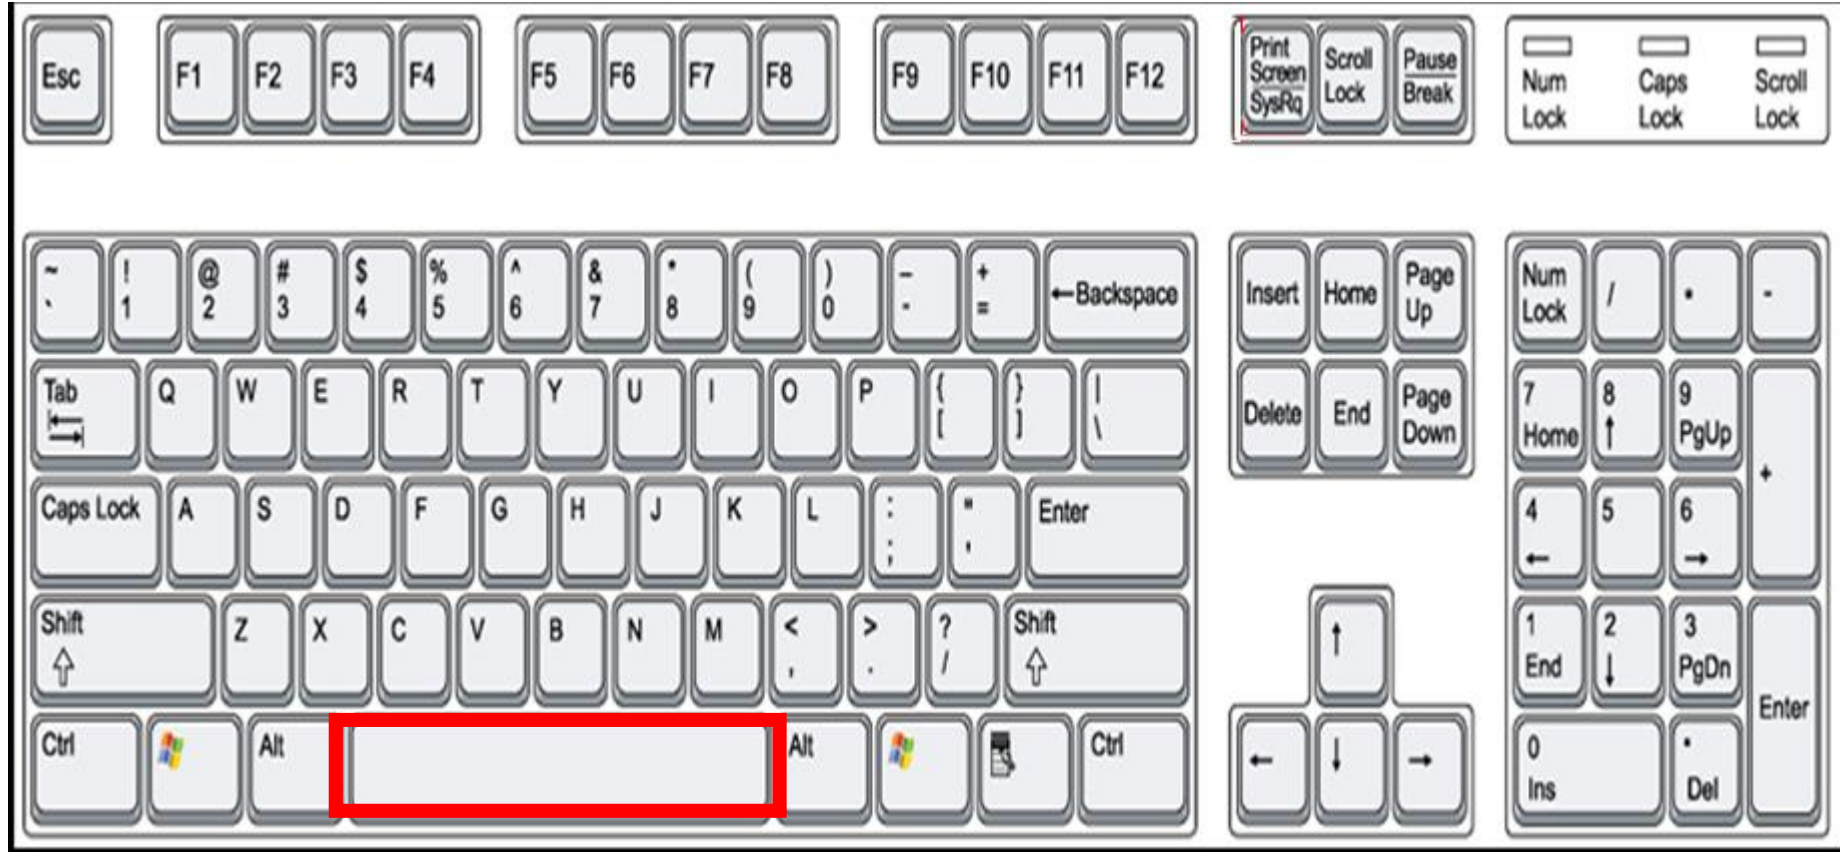 Esc F1 F2 F3 F4 F5 F6 F7 F8 F9 F10 F11 F12
Print
Screen
SysRq
Scroll
Lock
Pause
Break
Num
Lock
Caps
Lock
Scroll
Lock
~ ! @ # $ % ^ & * ( ) _ +
` 1 2 3 4 5 6 7 8 9 0 - = ←Backspace
Tab Q W E R T Y U I O P { } |
[ ] \
Caps Lock A S D F G H J K L : " Enter
; '
Shift Z X C V B N M < > ? Shift
⇧ , . / ⇧
Ctrl Alt Alt Ctrl
Insert Home Page
Up
Delete End Page
Down
↑
← ↓ →
Num
Lock
/ * -
7 8 9
Home ↑ PgUp +
4 5 6
← →
1 2 3
End ↓ PgDn Enter
0 .
Ins Del